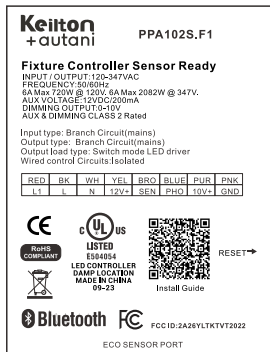 Keilton
+autani
PPA102S.F1
Fixture Controller Sensor Ready
INPUT / OUTPUT:120-347VAC
FREQUENCY:50/60Hz
6A Max 720W @ 120V. 6A Max 2082W @ 347V.
AUX VOLTAGE:12VDC/200mA
DIMMING OUTPUT:0-10V
AUX & DIMMING CLASS 2 Rated
Input type: Branch Circuit(mains)
Output type: Branch Circuit(mains)
Output load type: Switch mode LED driver
Wired control Circuits:Isolated
RED BK WH YEL BRO BLUE PUR PNK
L1 L N 12V+ SEN PHO 10V+ GND
CE
c UL US
LISTED
E504054
LED CONTROLLER
DAMP LOCATION
MADE IN CHINA
09-23
RoHS
COMPLIANT
RESET
Install Guide
Bluetooth
FC
FCC ID:2A26YLTKTVT2022
ECO SENSOR PORT